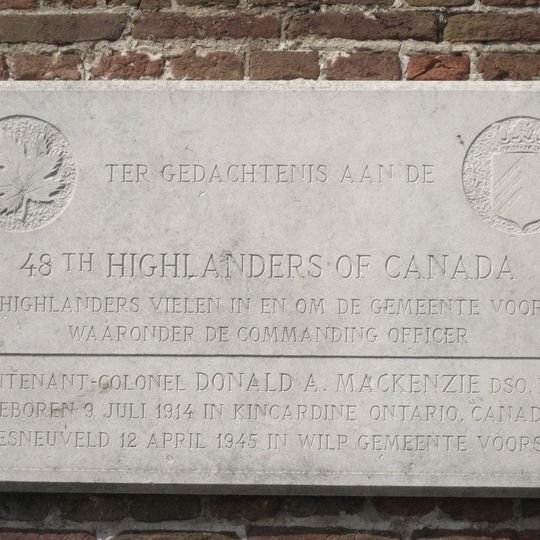 TER GEDACHTENIS AAN DE
48 TH HIGHLANDERS OF CANADA
HIGHLANDERS VIELEN IN EN OM DE GEMEENTE VOOR
WAARONDER DE COMMANDING OFFICER
UTENANT-COLONEL DONALD A. MACKENZIE DSO.
EBOREN 9 JULI 1914 IN KINCARDINE ONTARIO, CANAD
ESNEUVELD 12 APRIL 1945 IN WILP GEMEENTE VOORS